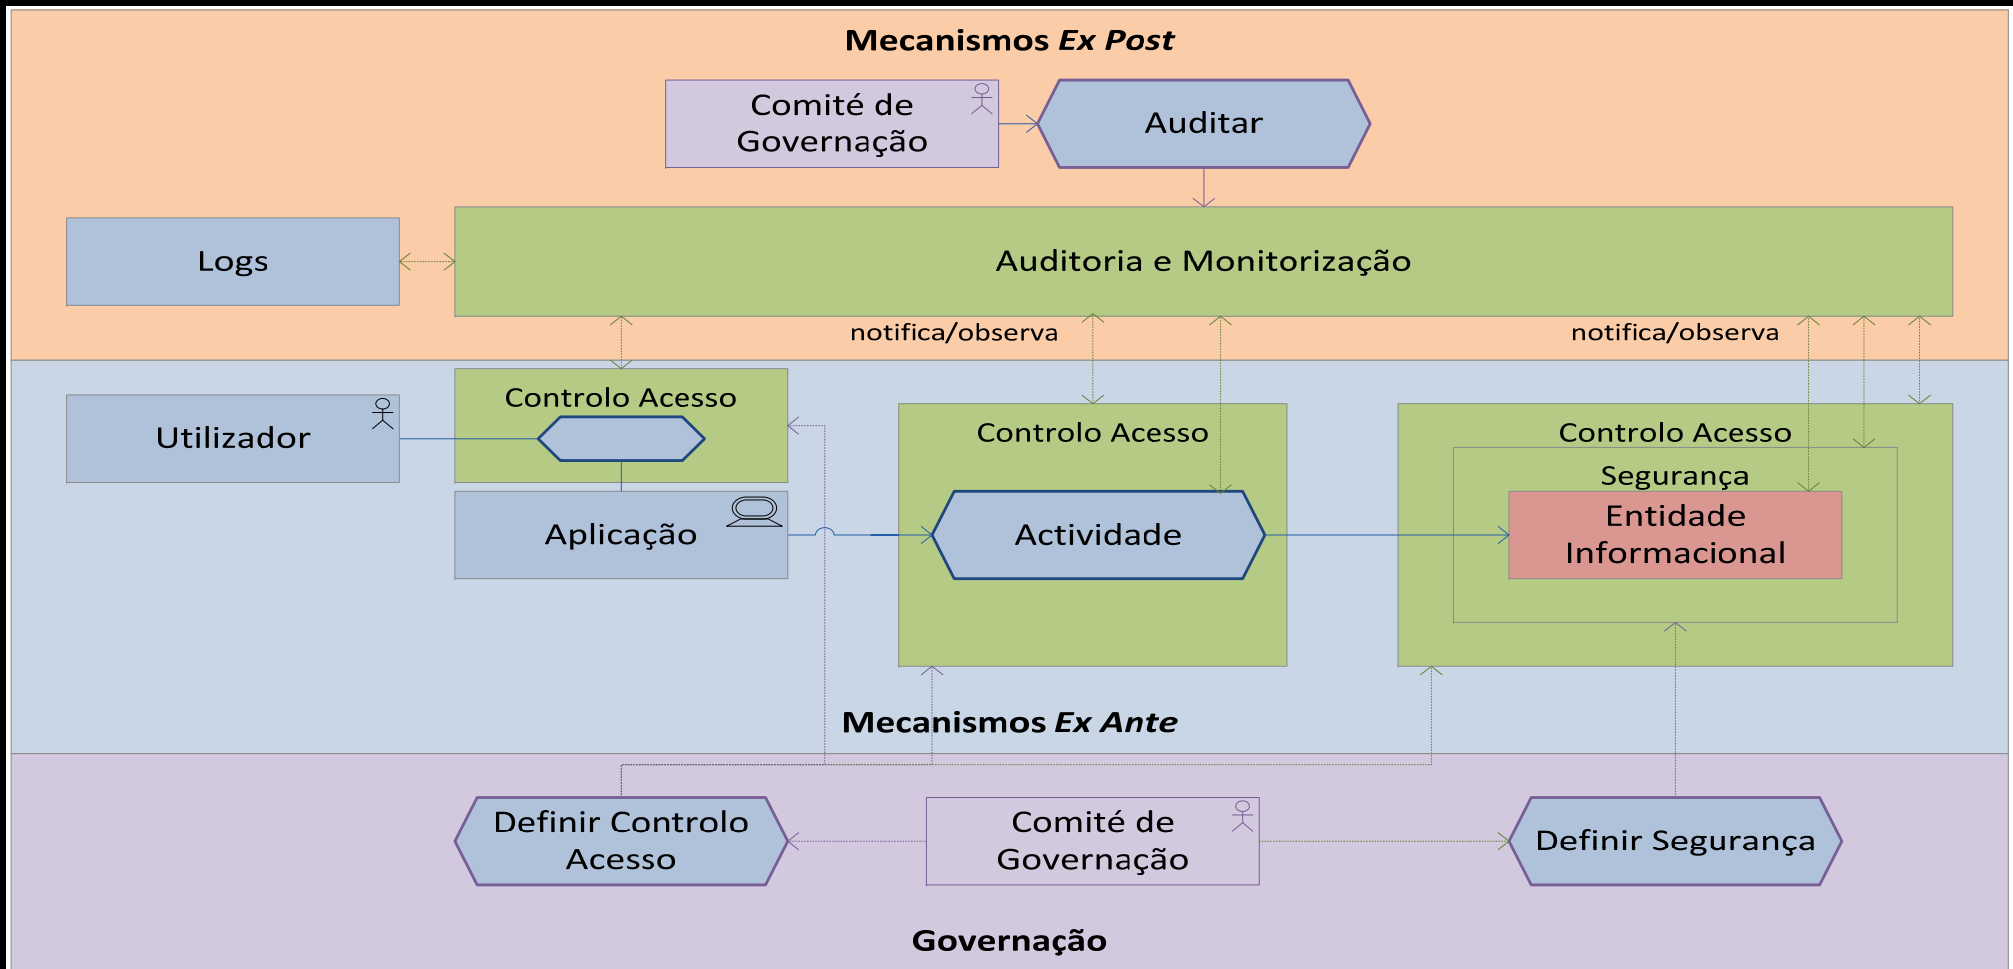 Mecanismos Ex Post
Comité de
Governação
Auditar
Logs
Auditoria e Monitorização
notifica/observa
notifica/observa
Utilizador
Controlo Acesso
Aplicação
Controlo Acesso
Actividade
Controlo Acesso
Segurança
Entidade
Informacional
Mecanismos Ex Ante
Definir Controlo
Acesso
Comité de
Governação
Definir Segurança
Governação